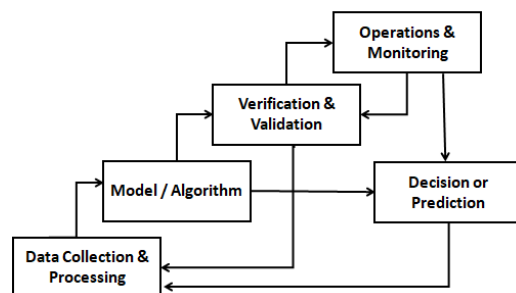 Operations &
Monitoring
Verification &
Validation
Model / Algorithm
Decision or
Prediction
Data Collection &
Processing